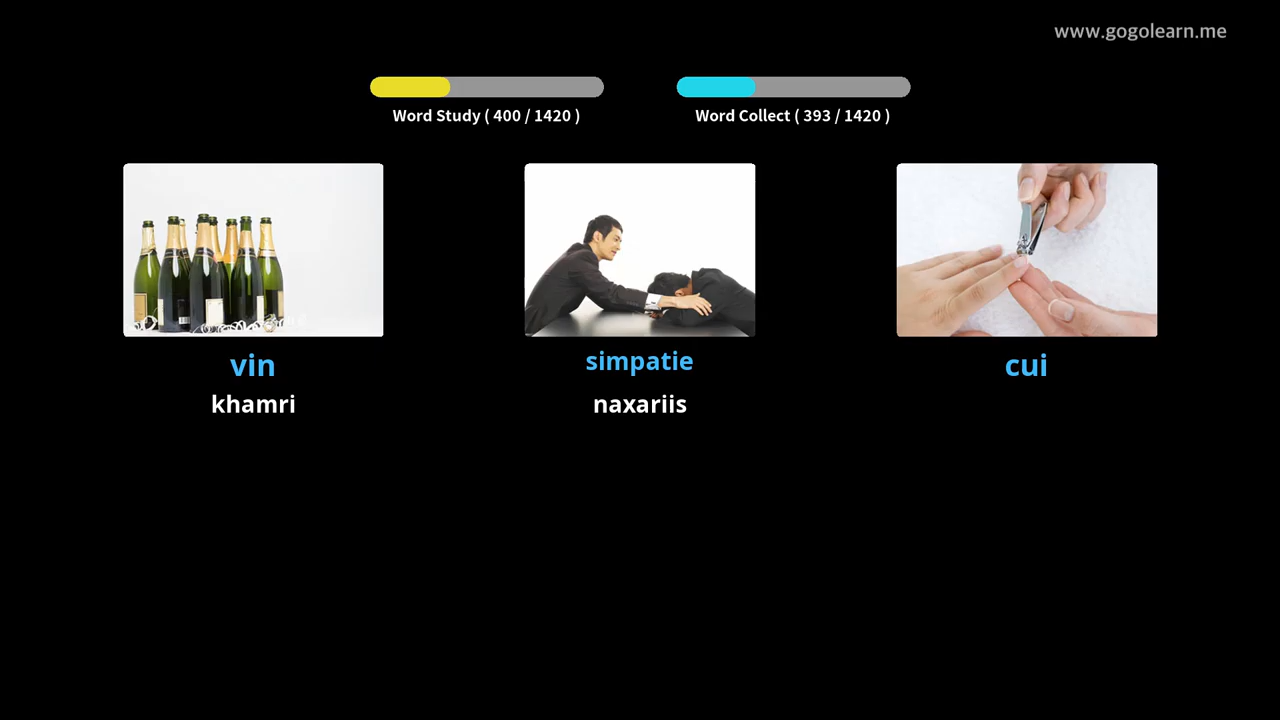 www.gogolearn.me
Word Study ( 400 / 1420 )
Word Collect ( 393 / 1420 )
vin
simpatie
cui
khamri
naxariis